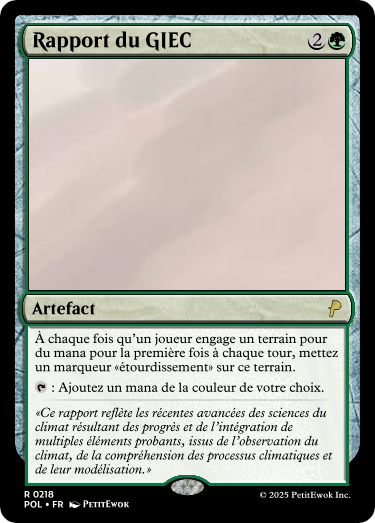 Rapport du GIEC
2
Artefact
À chaque fois qu'un joueur engage un terrain pour
du mana pour la première fois à chaque tour, mettez
un marqueur «étourdissement» sur ce terrain.
: Ajoutez un mana de la couleur de votre choix.
«Ce rapport reflète les récentes avancées des sciences du
climat résultant des progrès et de l'intégration de
multiples éléments probants, issus de l'observation du
climat, de la compréhension des processus climatiques et
de leur modélisation.»
R 0218
POL • FR PETITEWOK
© 2025 PetitEwok Inc.